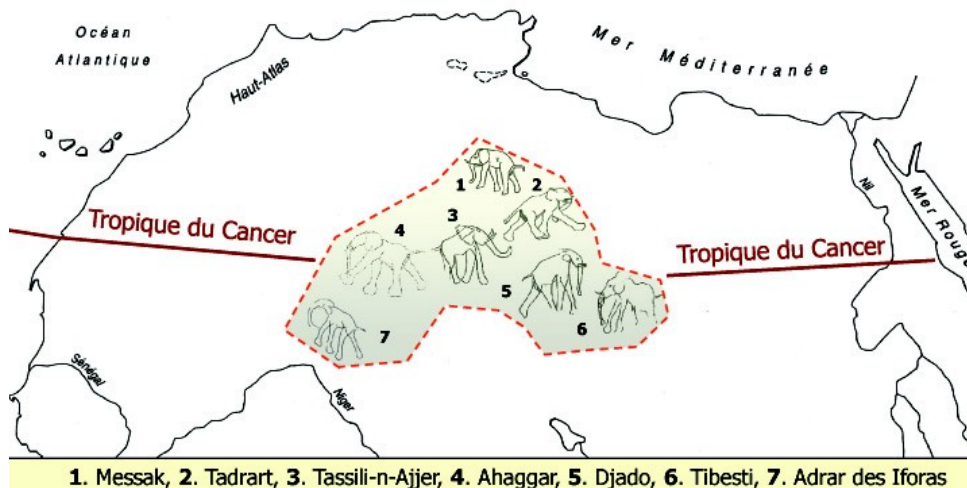 Océan
Atlantique
Mer Méditerranée
Haut-Atlas
1
2
3
4
5
6
7
Nil
Mer Rouge
Tropique du Cancer
Tropique du Cancer
Sénégal
Niger
1. Messak, 2. Tadrart, 3. Tassili-n-Ajjer, 4. Ahaggar, 5. Djado, 6. Tibesti, 7. Adrar des Iforas